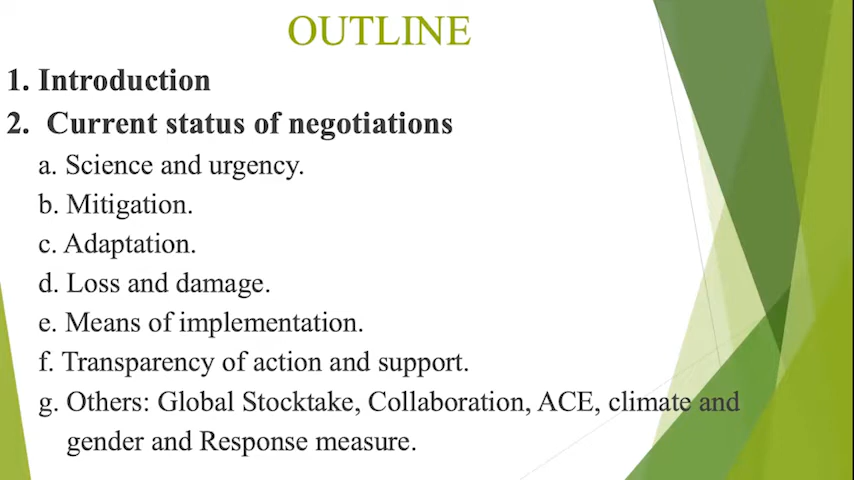 OUTLINE
1. Introduction
2. Current status of negotiations
a. Science and urgency.
b. Mitigation.
c. Adaptation.
d. Loss and damage.
e. Means of implementation.
f. Transparency of action and support.
g. Others: Global Stocktake, Collaboration, ACE, climate and
gender and Response measure.